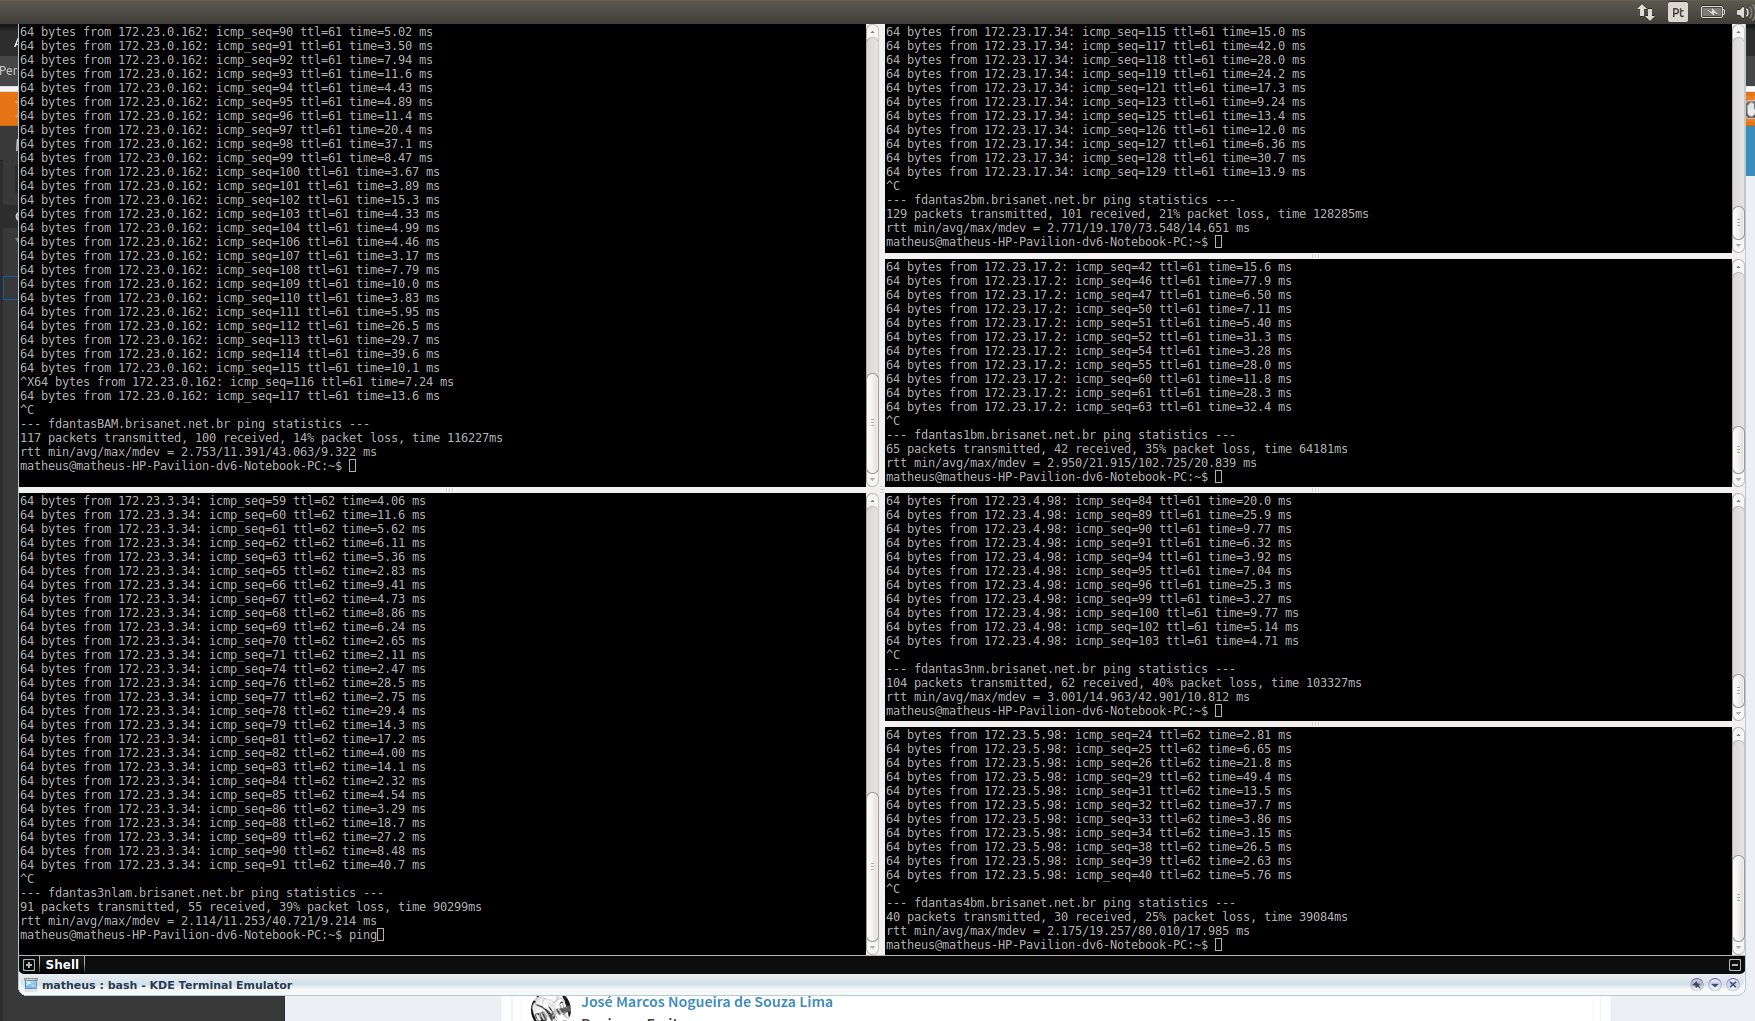 Pt
Per
64 bytes from 172.23.0.162: icmp_seq=90 ttl=61 time=5.02 ms
64 bytes from 172.23.0.162: icmp_seq=91 ttl=61 time=3.50 ms
64 bytes from 172.23.0.162: icmp_seq=92 ttl=61 time=7.94 ms
64 bytes from 172.23.0.162: icmp_seq=93 ttl=61 time=11.6 ms
64 bytes from 172.23.0.162: icmp_seq=94 ttl=61 time=4.43 ms
64 bytes from 172.23.0.162: icmp_seq=95 ttl=61 time=4.89 ms
64 bytes from 172.23.0.162: icmp_seq=96 ttl=61 time=11.4 ms
64 bytes from 172.23.0.162: icmp_seq=97 ttl=61 time=20.4 ms
64 bytes from 172.23.0.162: icmp_seq=98 ttl=61 time=37.1 ms
64 bytes from 172.23.0.162: icmp_seq=99 ttl=61 time=8.47 ms
64 bytes from 172.23.0.162: icmp_seq=100 ttl=61 time=3.67 ms
64 bytes from 172.23.0.162: icmp_seq=101 ttl=61 time=3.89 ms
64 bytes from 172.23.0.162: icmp_seq=102 ttl=61 time=15.3 ms
64 bytes from 172.23.0.162: icmp_seq=103 ttl=61 time=4.33 ms
64 bytes from 172.23.0.162: icmp_seq=104 ttl=61 time=4.99 ms
64 bytes from 172.23.0.162: icmp_seq=106 ttl=61 time=4.46 ms
64 bytes from 172.23.0.162: icmp_seq=107 ttl=61 time=3.17 ms
64 bytes from 172.23.0.162: icmp_seq=108 ttl=61 time=7.79 ms
64 bytes from 172.23.0.162: icmp_seq=109 ttl=61 time=10.0 ms
64 bytes from 172.23.0.162: icmp_seq=110 ttl=61 time=3.83 ms
64 bytes from 172.23.0.162: icmp_seq=111 ttl=61 time=5.95 ms
64 bytes from 172.23.0.162: icmp_seq=112 ttl=61 time=26.5 ms
64 bytes from 172.23.0.162: icmp_seq=113 ttl=61 time=29.7 ms
64 bytes from 172.23.0.162: icmp_seq=114 ttl=61 time=39.6 ms
64 bytes from 172.23.0.162: icmp_seq=115 ttl=61 time=10.1 ms
^X64 bytes from 172.23.0.162: icmp_seq=116 ttl=61 time=7.24 ms
64 bytes from 172.23.0.162: icmp_seq=117 ttl=61 time=13.6 ms
^C
--- fdantasBAM.brisanet.net.br ping statistics ---
117 packets transmitted, 100 received, 14% packet loss, time 116227ms
rtt min/avg/max/mdev = 2.753/11.391/43.063/9.322 ms
matheus@matheus-HP-Pavilion-dv6-Notebook-PC:~$
64 bytes from 172.23.3.34: icmp_seq=59 ttl=62 time=4.06 ms
64 bytes from 172.23.3.34: icmp_seq=60 ttl=62 time=11.6 ms
64 bytes from 172.23.3.34: icmp_seq=61 ttl=62 time=5.62 ms
64 bytes from 172.23.3.34: icmp_seq=62 ttl=62 time=6.11 ms
64 bytes from 172.23.3.34: icmp_seq=63 ttl=62 time=5.36 ms
64 bytes from 172.23.3.34: icmp_seq=65 ttl=62 time=2.83 ms
64 bytes from 172.23.3.34: icmp_seq=66 ttl=62 time=9.41 ms
64 bytes from 172.23.3.34: icmp_seq=67 ttl=62 time=4.73 ms
64 bytes from 172.23.3.34: icmp_seq=68 ttl=62 time=8.86 ms
64 bytes from 172.23.3.34: icmp_seq=69 ttl=62 time=6.24 ms
64 bytes from 172.23.3.34: icmp_seq=70 ttl=62 time=2.65 ms
64 bytes from 172.23.3.34: icmp_seq=71 ttl=62 time=2.11 ms
64 bytes from 172.23.3.34: icmp_seq=74 ttl=62 time=2.47 ms
64 bytes from 172.23.3.34: icmp_seq=76 ttl=62 time=28.5 ms
64 bytes from 172.23.3.34: icmp_seq=77 ttl=62 time=2.75 ms
64 bytes from 172.23.3.34: icmp_seq=78 ttl=62 time=29.4 ms
64 bytes from 172.23.3.34: icmp_seq=79 ttl=62 time=14.3 ms
64 bytes from 172.23.3.34: icmp_seq=81 ttl=62 time=17.2 ms
64 bytes from 172.23.3.34: icmp_seq=82 ttl=62 time=4.00 ms
64 bytes from 172.23.3.34: icmp_seq=83 ttl=62 time=14.1 ms
64 bytes from 172.23.3.34: icmp_seq=84 ttl=62 time=2.32 ms
64 bytes from 172.23.3.34: icmp_seq=85 ttl=62 time=4.54 ms
64 bytes from 172.23.3.34: icmp_seq=86 ttl=62 time=3.29 ms
64 bytes from 172.23.3.34: icmp_seq=88 ttl=62 time=18.7 ms
64 bytes from 172.23.3.34: icmp_seq=89 ttl=62 time=27.2 ms
64 bytes from 172.23.3.34: icmp_seq=90 ttl=62 time=8.48 ms
64 bytes from 172.23.3.34: icmp_seq=91 ttl=62 time=40.7 ms
^C
--- fdantas3nlam.brisanet.net.br ping statistics ---
91 packets transmitted, 55 received, 39% packet loss, time 90299ms
rtt min/avg/max/mdev = 2.114/11.253/40.721/9.214 ms
matheus@matheus-HP-Pavilion-dv6-Notebook-PC:~$ ping
64 bytes from 172.23.17.34: icmp_seq=115 ttl=61 time=15.0 ms
64 bytes from 172.23.17.34: icmp_seq=117 ttl=61 time=42.0 ms
64 bytes from 172.23.17.34: icmp_seq=118 ttl=61 time=28.0 ms
64 bytes from 172.23.17.34: icmp_seq=119 ttl=61 time=24.2 ms
64 bytes from 172.23.17.34: icmp_seq=121 ttl=61 time=17.3 ms
64 bytes from 172.23.17.34: icmp_seq=123 ttl=61 time=9.24 ms
64 bytes from 172.23.17.34: icmp_seq=125 ttl=61 time=13.4 ms
64 bytes from 172.23.17.34: icmp_seq=126 ttl=61 time=12.0 ms
64 bytes from 172.23.17.34: icmp_seq=127 ttl=61 time=6.36 ms
64 bytes from 172.23.17.34: icmp_seq=128 ttl=61 time=30.7 ms
64 bytes from 172.23.17.34: icmp_seq=129 ttl=61 time=13.9 ms
^C
--- fdantas2bm.brisanet.net.br ping statistics ---
129 packets transmitted, 101 received, 21% packet loss, time 128285ms
rtt min/avg/max/mdev = 2.771/19.170/73.548/14.651 ms
matheus@matheus-HP-Pavilion-dv6-Notebook-PC:~$
64 bytes from 172.23.17.2: icmp_seq=42 ttl=61 time=15.6 ms
64 bytes from 172.23.17.2: icmp_seq=46 ttl=61 time=77.9 ms
64 bytes from 172.23.17.2: icmp_seq=47 ttl=61 time=6.50 ms
64 bytes from 172.23.17.2: icmp_seq=50 ttl=61 time=7.11 ms
64 bytes from 172.23.17.2: icmp_seq=51 ttl=61 time=5.40 ms
64 bytes from 172.23.17.2: icmp_seq=52 ttl=61 time=31.3 ms
64 bytes from 172.23.17.2: icmp_seq=54 ttl=61 time=3.28 ms
64 bytes from 172.23.17.2: icmp_seq=55 ttl=61 time=28.0 ms
64 bytes from 172.23.17.2: icmp_seq=60 ttl=61 time=11.8 ms
64 bytes from 172.23.17.2: icmp_seq=61 ttl=61 time=28.3 ms
64 bytes from 172.23.17.2: icmp_seq=63 ttl=61 time=32.4 ms
^C
--- fdantas1bm.brisanet.net.br ping statistics ---
65 packets transmitted, 42 received, 35% packet loss, time 64181ms
rtt min/avg/max/mdev = 2.950/21.915/102.725/20.839 ms
matheus@matheus-HP-Pavilion-dv6-Notebook-PC:~$
64 bytes from 172.23.4.98: icmp_seq=84 ttl=61 time=20.0 ms
64 bytes from 172.23.4.98: icmp_seq=89 ttl=61 time=25.9 ms
64 bytes from 172.23.4.98: icmp_seq=90 ttl=61 time=9.77 ms
64 bytes from 172.23.4.98: icmp_seq=91 ttl=61 time=6.32 ms
64 bytes from 172.23.4.98: icmp_seq=94 ttl=61 time=3.92 ms
64 bytes from 172.23.4.98: icmp_seq=95 ttl=61 time=7.04 ms
64 bytes from 172.23.4.98: icmp_seq=96 ttl=61 time=25.3 ms
64 bytes from 172.23.4.98: icmp_seq=99 ttl=61 time=3.27 ms
64 bytes from 172.23.4.98: icmp_seq=100 ttl=61 time=9.77 ms
64 bytes from 172.23.4.98: icmp_seq=102 ttl=61 time=5.14 ms
64 bytes from 172.23.4.98: icmp_seq=103 ttl=61 time=4.71 ms
^C
--- fdantas3nm.brisanet.net.br ping statistics ---
104 packets transmitted, 62 received, 40% packet loss, time 103327ms
rtt min/avg/max/mdev = 3.001/14.963/42.901/10.812 ms
matheus@matheus-HP-Pavilion-dv6-Notebook-PC:~$
64 bytes from 172.23.5.98: icmp_seq=24 ttl=62 time=2.81 ms
64 bytes from 172.23.5.98: icmp_seq=25 ttl=62 time=6.65 ms
64 bytes from 172.23.5.98: icmp_seq=26 ttl=62 time=21.8 ms
64 bytes from 172.23.5.98: icmp_seq=29 ttl=62 time=49.4 ms
64 bytes from 172.23.5.98: icmp_seq=31 ttl=62 time=13.5 ms
64 bytes from 172.23.5.98: icmp_seq=32 ttl=62 time=37.7 ms
64 bytes from 172.23.5.98: icmp_seq=33 ttl=62 time=3.86 ms
64 bytes from 172.23.5.98: icmp_seq=34 ttl=62 time=3.15 ms
64 bytes from 172.23.5.98: icmp_seq=38 ttl=62 time=26.5 ms
64 bytes from 172.23.5.98: icmp_seq=39 ttl=62 time=2.63 ms
64 bytes from 172.23.5.98: icmp_seq=40 ttl=62 time=5.76 ms
^C
--- fdantas4bm.brisanet.net.br ping statistics ---
40 packets transmitted, 30 received, 25% packet loss, time 39084ms
rtt min/avg/max/mdev = 2.175/19.257/80.010/17.985 ms
matheus@matheus-HP-Pavilion-dv6-Notebook-PC:~$
Shell
matheus : bash - KDE Terminal Emulator
José Marcos Nogueira de Souza Lima